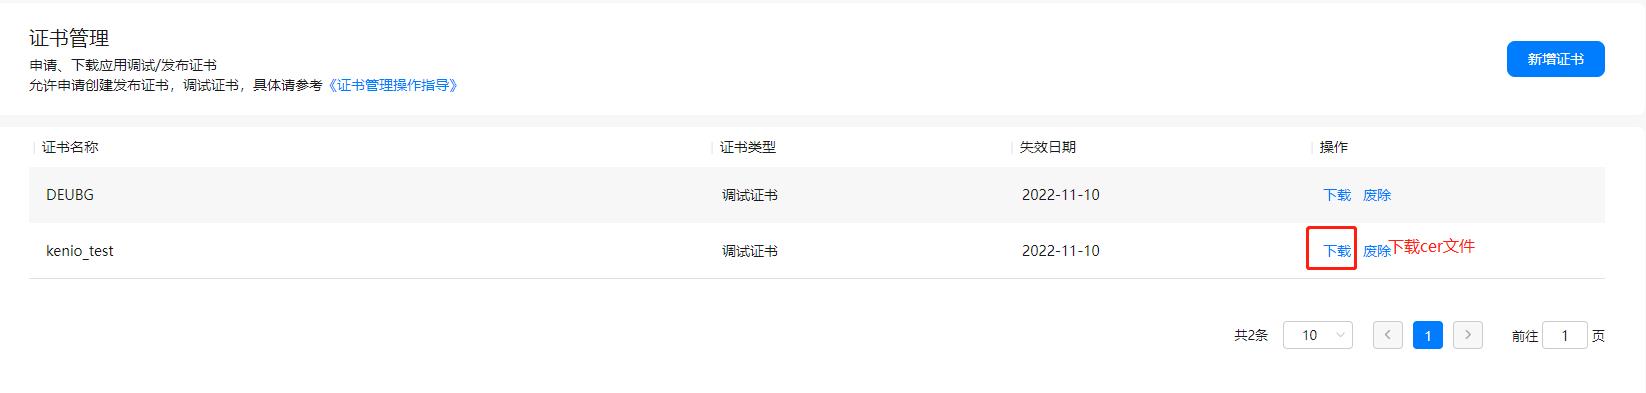 证书管理
申请、下载应用调试/发布证书
允许申请创建发布证书，调试证书，具体请参考《证书管理操作指导》
新增证书
证书名称 证书类型 失效日期 操作
DEUBG 调试证书 2022-11-10 下载 废除
kenio_test 调试证书 2022-11-10 下载 废除 下载cer文件
共2条 10 1 前往 1 页